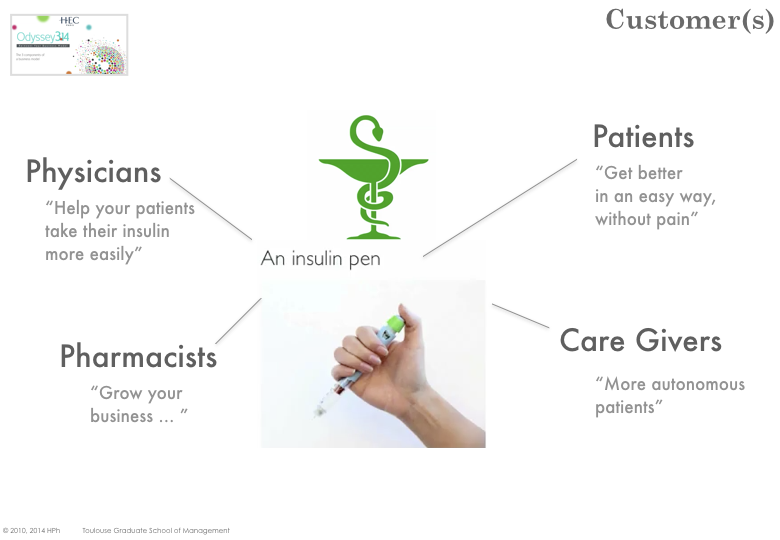 Customer(s)
HEC
Odyssey3.14
Physicians
“Help your patients
take their insulin
more easily”
Patients
“Get better
in an easy way,
without pain”
An insulin pen
Pharmacists
“Grow your
business ... ”
Care Givers
“More autonomous
patients”
© 2010, 2014 HPh Toulouse Graduate School of Management